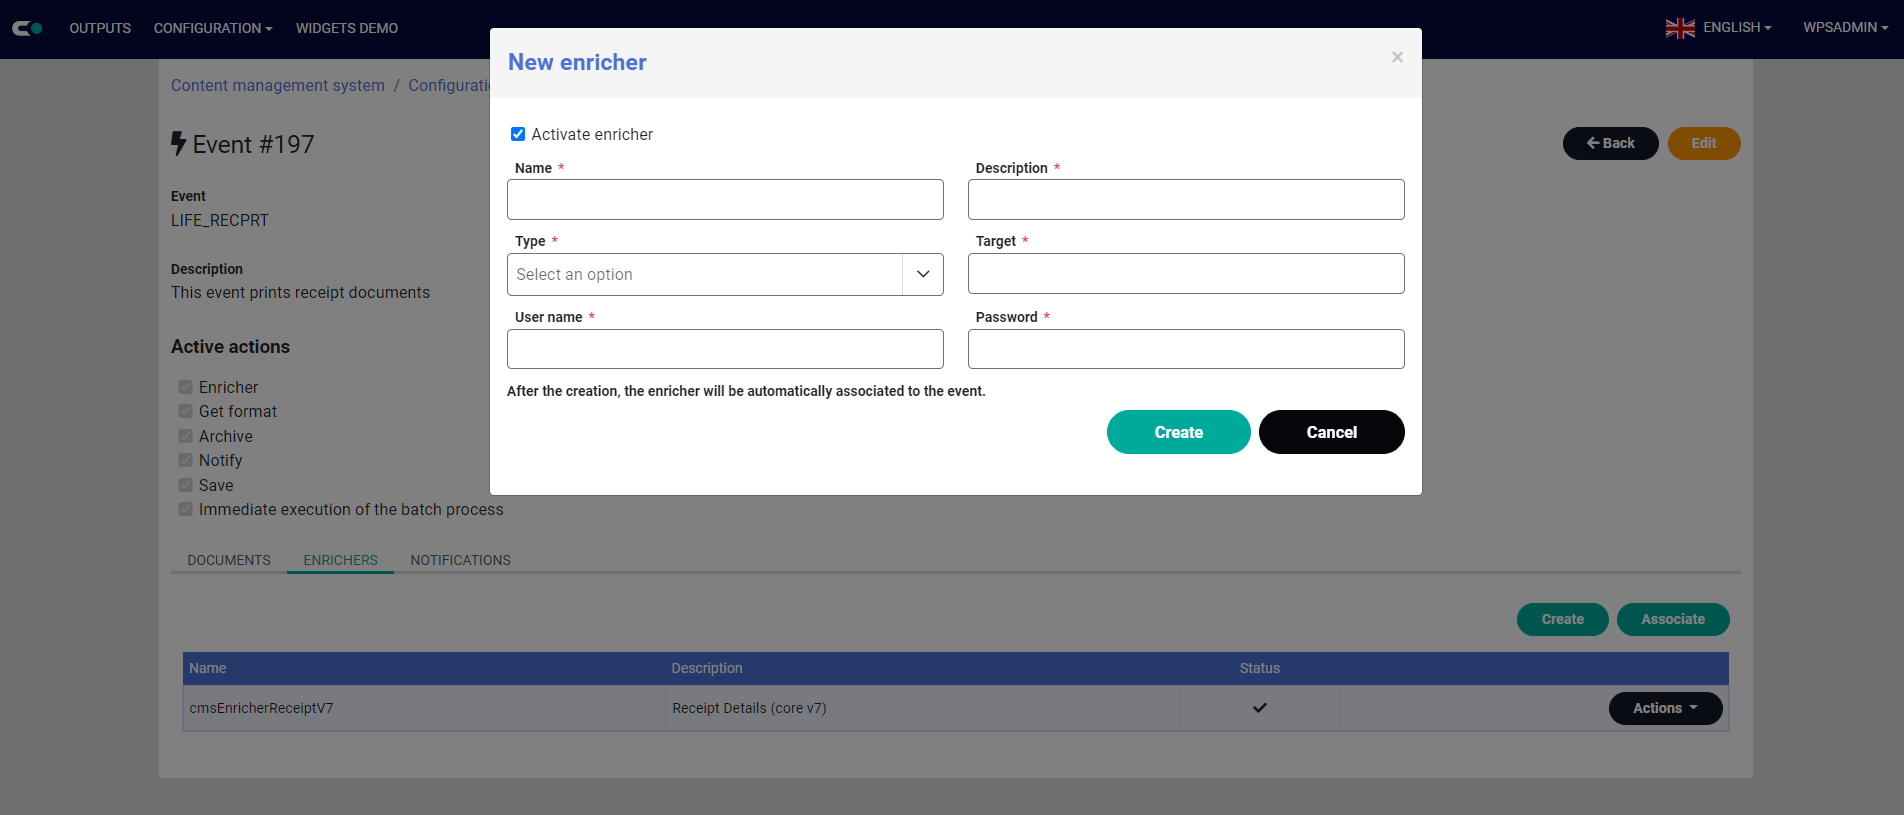 OUTPUTS CONFIGURATION WIDGETS DEMO ENGLISH WPSADMIN
Content management system / Configurati
New enricher ×
Event #197
Back Edit
Event
LIFE_RECPRT
Description
This event prints receipt documents
Active actions
Enricher
Get format
Archive
Notify
Save
Immediate execution of the batch process
Activate enricher
Name * Description *
Type * Target *
Select an option
User name * Password *
After the creation, the enricher will be automatically associated to the event.
Create Cancel
DOCUMENTS ENRICHERS NOTIFICATIONS
Create Associate
Name Description Status
cmsEnricherReceiptV7 Receipt Details (core v7) Actions